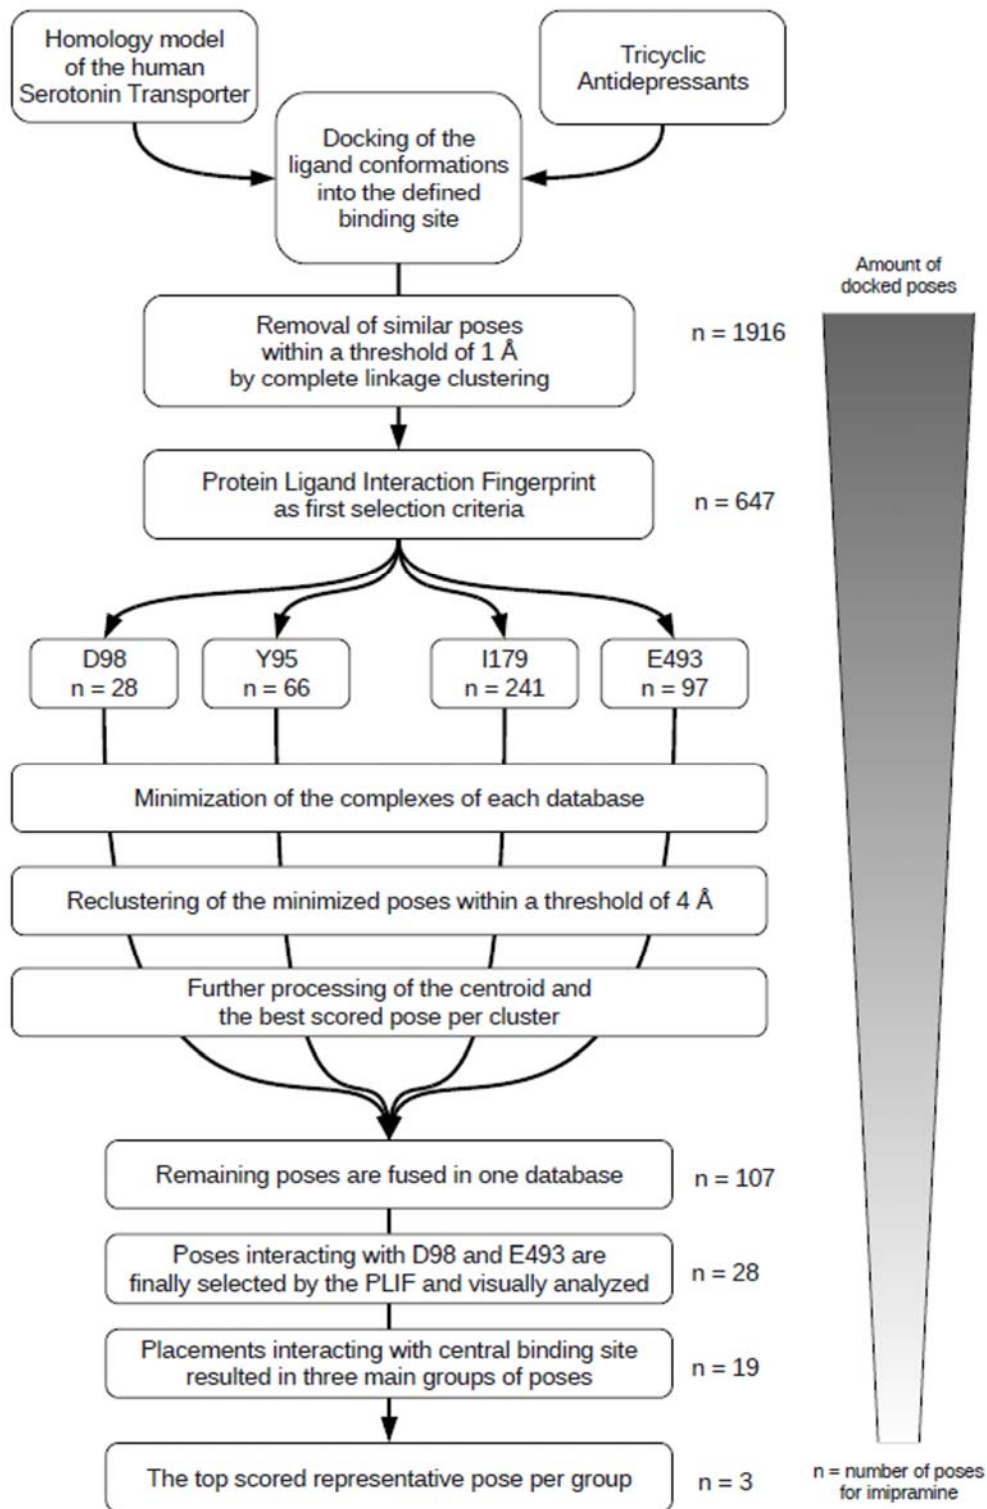 Homology model
of the human
Serotonin Transporter
Tricyclic
Antidepressants
Docking of the
ligand conformations
into the defined
binding site
Amount of
docked poses
Removal of similar poses
within a threshold of 1 Å
by complete linkage clustering
n = 1916
Protein Ligand Interaction Fingerprint
as first selection criteria
n = 647
D98
n = 28
Y95
n = 66
I179
n = 241
E493
n = 97
Minimization of the complexes of each database
Reclustering of the minimized poses within a threshold of 4 Å
Further processing of the centroid and
the best scored pose per cluster
Remaining poses are fused in one database
n = 107
Poses interacting with D98 and E493 are
finally selected by the PLIF and visually analyzed
n = 28
Placements interacting with central binding site
resulted in three main groups of poses
n = 19
The top scored representative pose per group
n = 3
n = number of poses
for imipramine